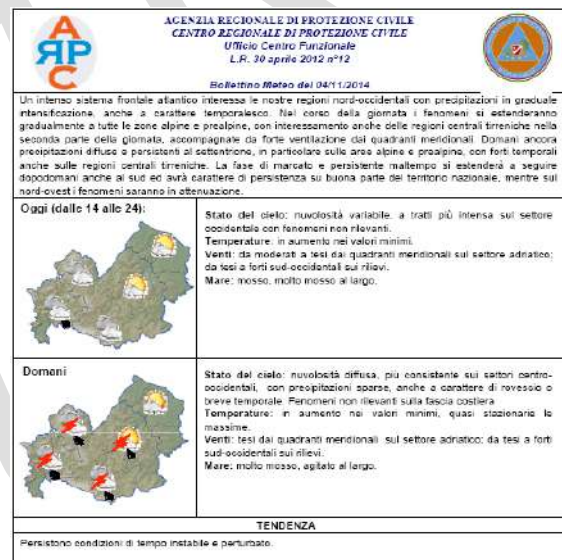 ARPC
AGENZIA REGIONALE DI PROTEZIONE CIVILE
CENTRO REGIONALE DI PROTEZIONE CIVILE
Ufficio Centro Funzionale
L.R. 30 aprile 2012 n°12
Bollettino Meteo del 04/11/2014
Un intenso sistema frontale atlantico interessa le nostre regioni nord-occidentali con precipitazioni in graduale
intensificazione, anche a carattere temporalesco. Nel corso della giornata i fenomeni si estenderanno
gradualmente a tutte le zone alpine e prealpine, con interessamento anche delle regioni centrali tirreniche nella
seconda parte della giornata, accompagnate da forte ventilazione dai quadranti meridionali. Domani ancora
precipitazioni diffuse e persistenti al settentrione, in particolare sulle aree alpine e prealpine, con forti temporali
anche sulle regioni centrali tirreniche. La fase di marcato e persistente maltempo si estenderà a seguire
dopodomani anche al sud ed avrà carattere di persistenza su buona parte del territorio nazionale, mentre sul
nord-ovest i fenomeni saranno in attenuazione.
Oggi (dalle 14 alle 24):
Stato del cielo: nuvolosità variabile, a tratti più intensa sul settore
occidentale con fenomeni non rilevanti.
Temperature: in aumento nei valori minimi.
Venti: da moderati a tesi dai quadranti meridionali sul settore adriatico;
da tesi a forti sud-occidentali sui rilievi.
Mare: mosso, molto mosso al largo.
Domani
Stato del cielo: nuvolosità diffusa, più consistente sui settori centro-
occidentali, con precipitazioni sparse, anche a carattere di rovescio o
breve temporale. Fenomeni non rilevanti sulla fascia costiera
Temperature: in aumento nei valori minimi, quasi stazionarie le
massime.
Venti: tesi dai quadranti meridionali sul settore adriatico; da tesi a forti
sud-occidentali sui rilievi.
Mare: molto mosso, agitato al largo.
TENDENZA
Persistono condizioni di tempo instabile e perturbato.